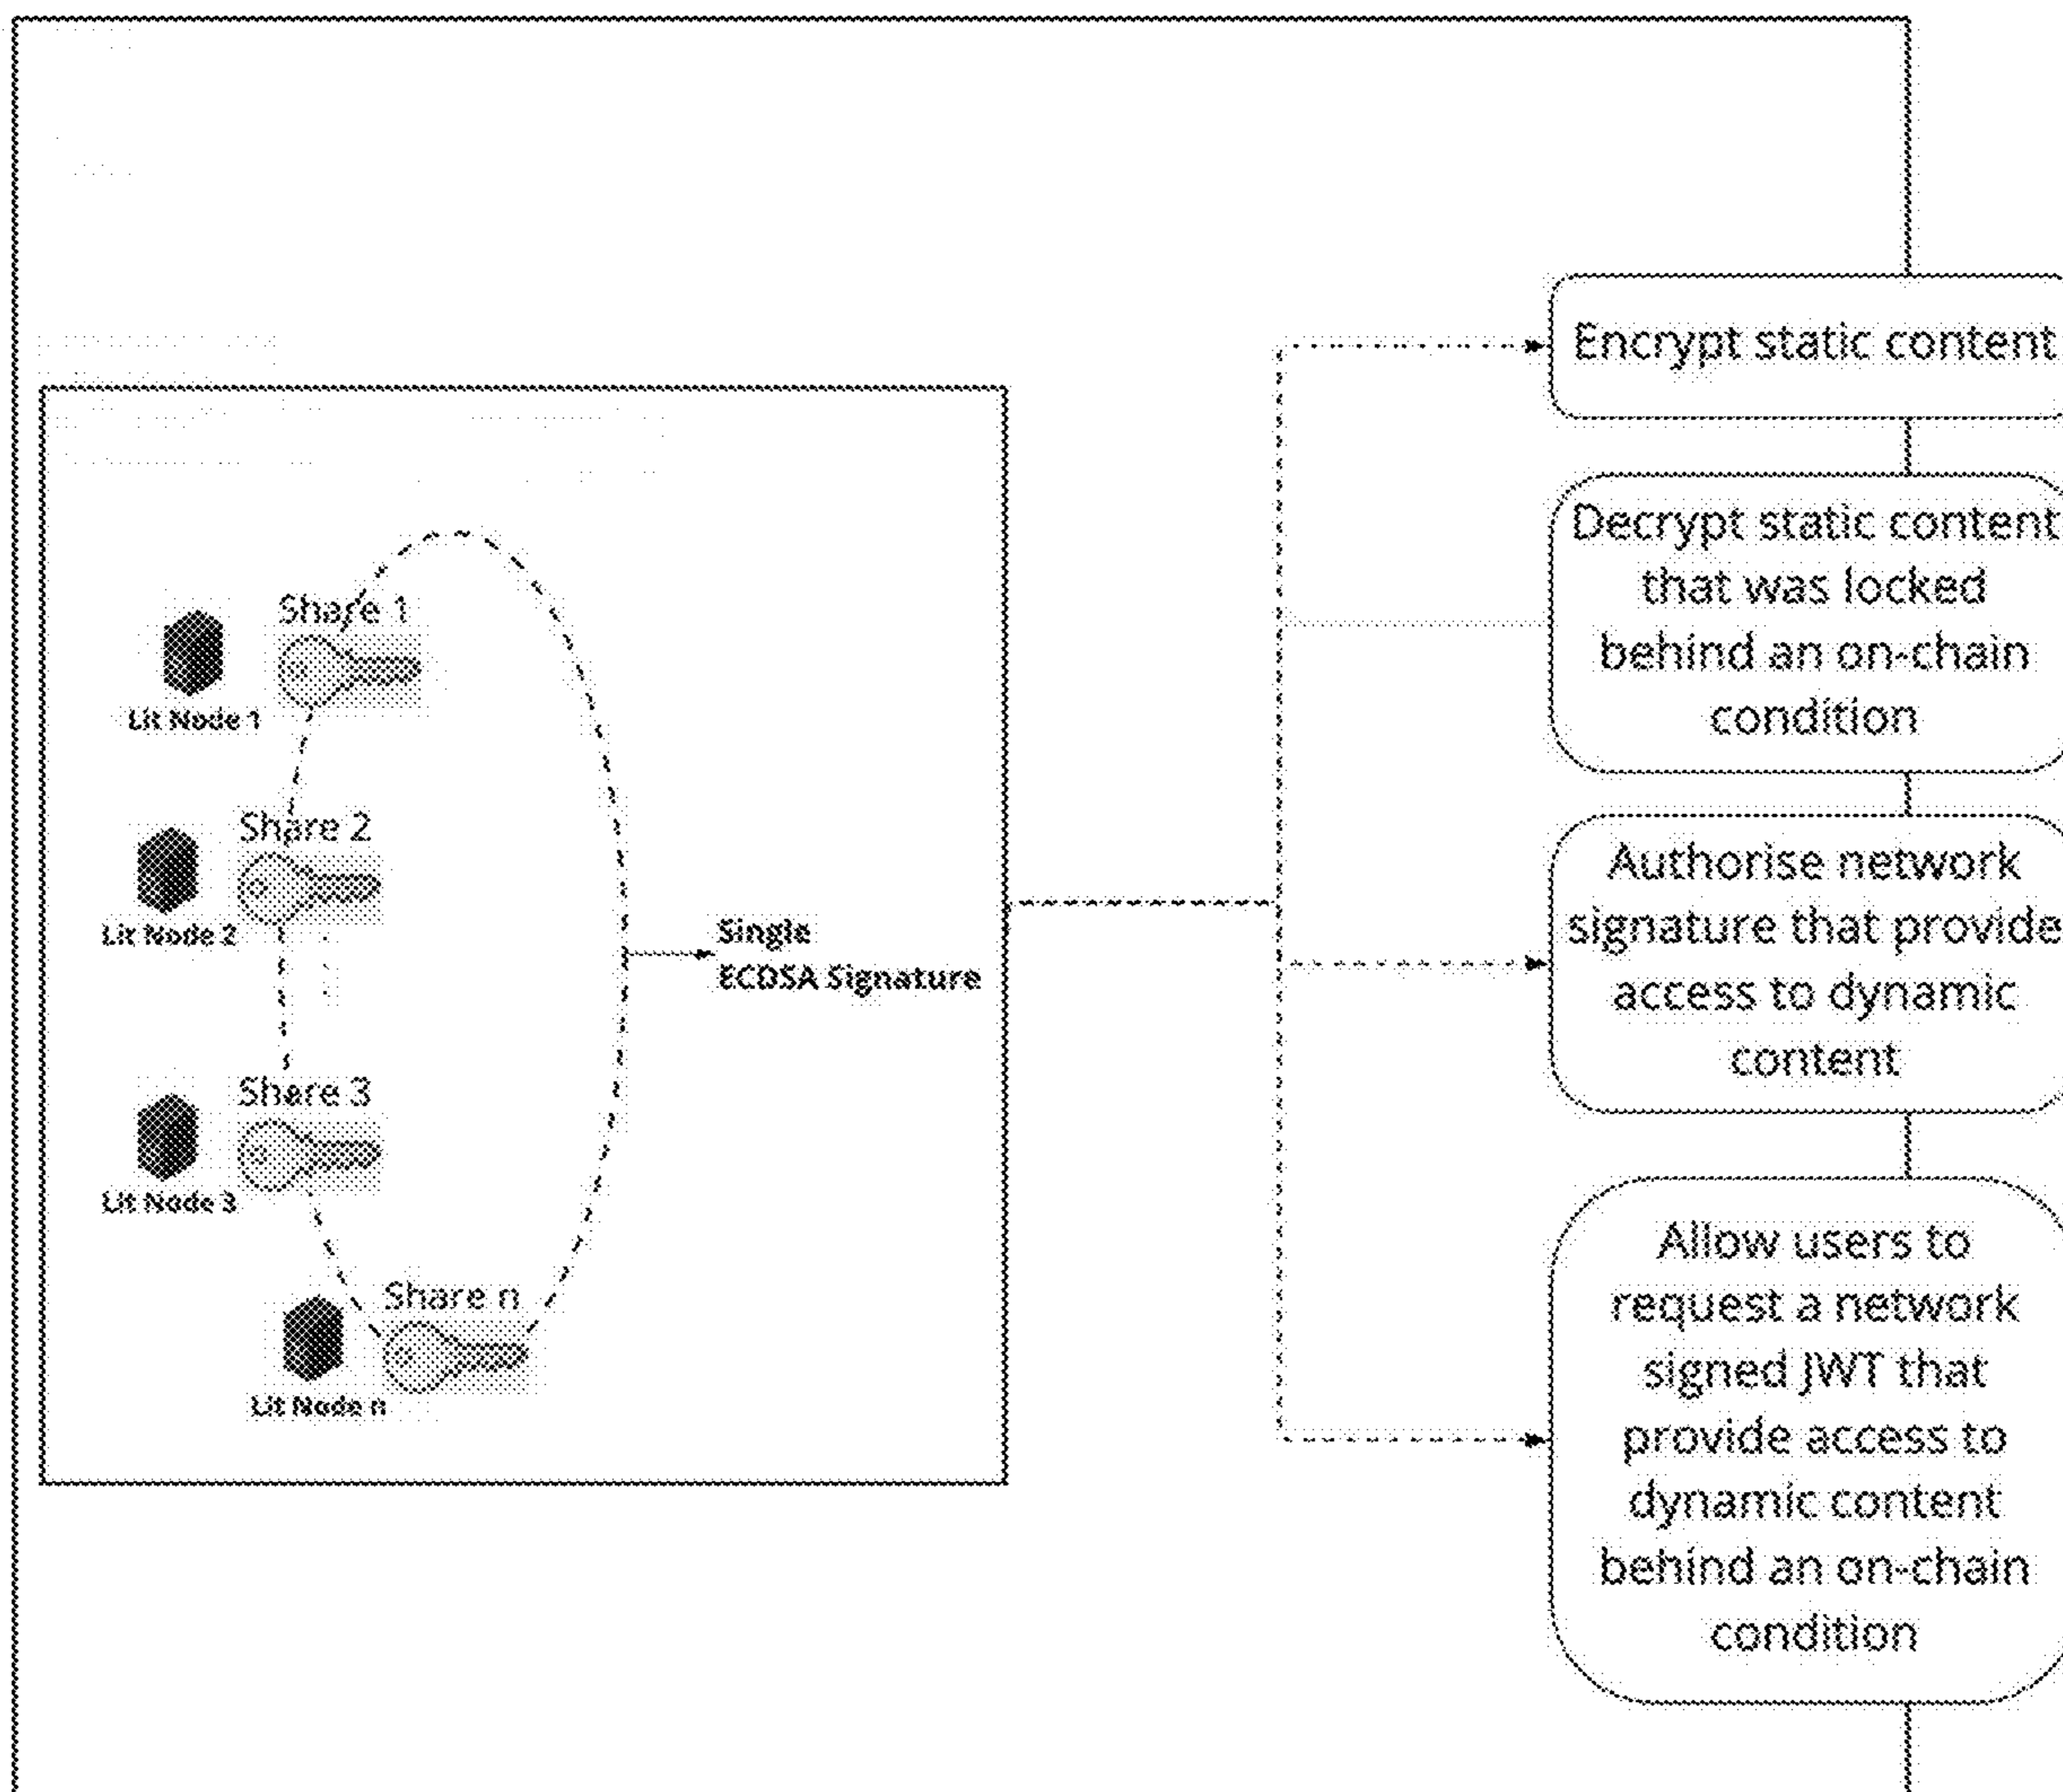 Share 1
Lit Node 1
Share 2
Lit Node 2
Share 3
Lit Node 3
Share n
Lit Node n
Single
ECDSA Signature
Encrypt static content
Decrypt static content
that was locked
behind an on-chain
condition
Authorise network
signature that provide
access to dynamic
content
Allow users to
request a network
signed JWT that
provide access to
dynamic content
behind an on-chain
condition